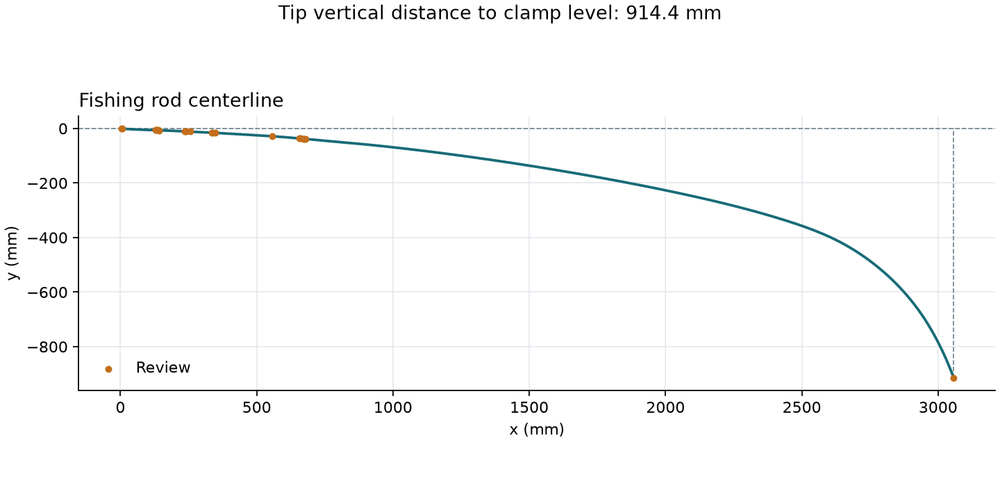 Tip vertical distance to clamp level: 914.4 mm
Fishing rod centerline
0
−200
−400
−600
−800
y (mm)
Review
0 500 1000 1500 2000 2500 3000
x (mm)